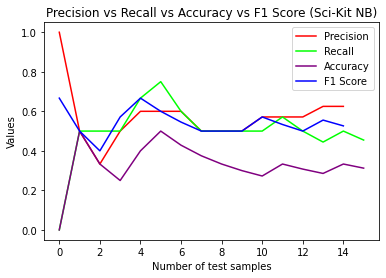 Precision vs Recall vs Accuracy vs F1 Score (Sci-Kit NB)
Precision
Recall
Accuracy
F1 Score
Values
1.0
0.8
0.6
0.4
0.2
0.0
0 2 4 6 8 10 12 14
Number of test samples